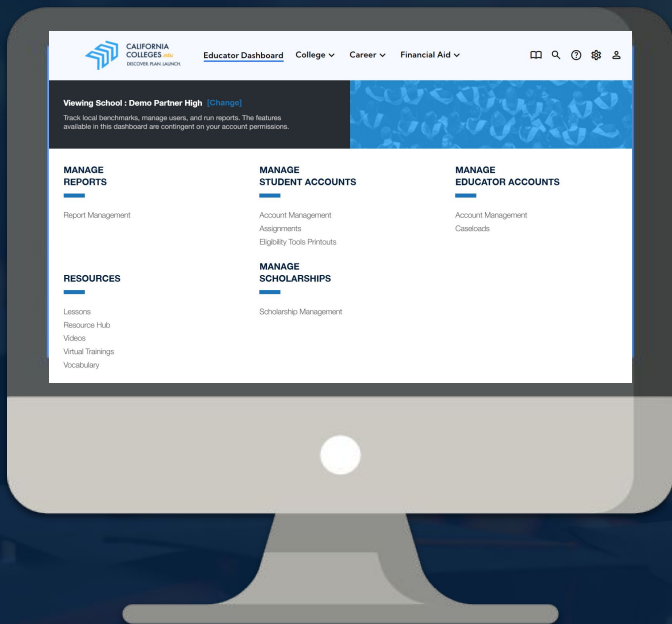 CALIFORNIA
COLLEGES.edu
DISCOVER. PLAN. LAUNCH.
Educator Dashboard College Career Financial Aid
Viewing School : Demo Partner High [Change]
Track local benchmarks, manage users, and run reports. The features
available in this dashboard are contingent on your account permissions.
MANAGE
REPORTS
Report Management
MANAGE
STUDENT ACCOUNTS
Account Management
Assignments
Eligibility Tools Printouts
MANAGE
EDUCATOR ACCOUNTS
Account Management
Caseloads
RESOURCES
Lessons
Resource Hub
Videos
Virtual Trainings
Vocabulary
MANAGE
SCHOLARSHIPS
Scholarship Management